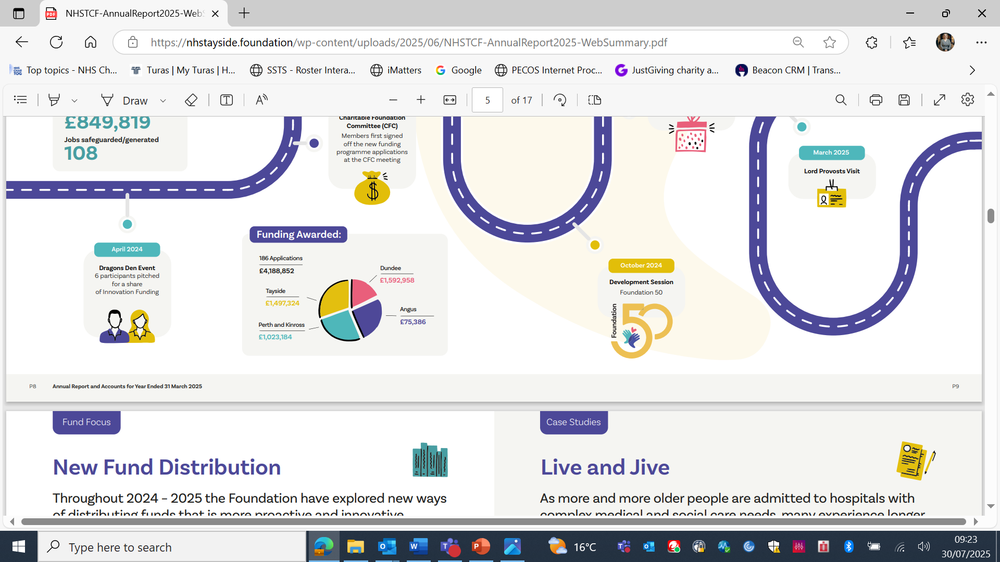 NHSTCF-AnnualReport2025-WebS
https://nhstayside.foundation/wp-content/uploads/2025/06/NHSTCF-AnnualReport2025-WebSummary.pdf
Top topics - NHS Ch...
Turas | My Turas | H...
SSTS - Roster Intera...
iMatters
Google
PECOS Internet Proc...
JustGiving charity a...
Beacon CRM | Trans...
Draw
5
of 17
£849,819
Jobs safeguarded/generated
108
Charitable Foundation
Committee (CFC)
Members first signed
off the new funding
programme applications
at the CFC meeting
March 2025
Lord Provosts Visit
April 2024
Dragons Den Event
6 participants pitched
for a share
of Innovation Funding
Funding Awarded:
186 Applications
£4,188,852
Dundee
£1,592,958
Tayside
£1,497,324
Angus
£75,386
Perth and Kinross
£1,023,184
October 2024
Development Session
Foundation 50
Foundation
50
P8
Annual Report and Accounts for Year Ended 31 March 2025
P9
Fund Focus
New Fund Distribution
Throughout 2024 – 2025 the Foundation have explored new ways
of distributing funds that is more proactive and innovative.
Case Studies
Live and Jive
As more and more older people are admitted to hospitals with
complex medical and social care needs, many experience longer
Type here to search
16°C
09:23
30/07/2025